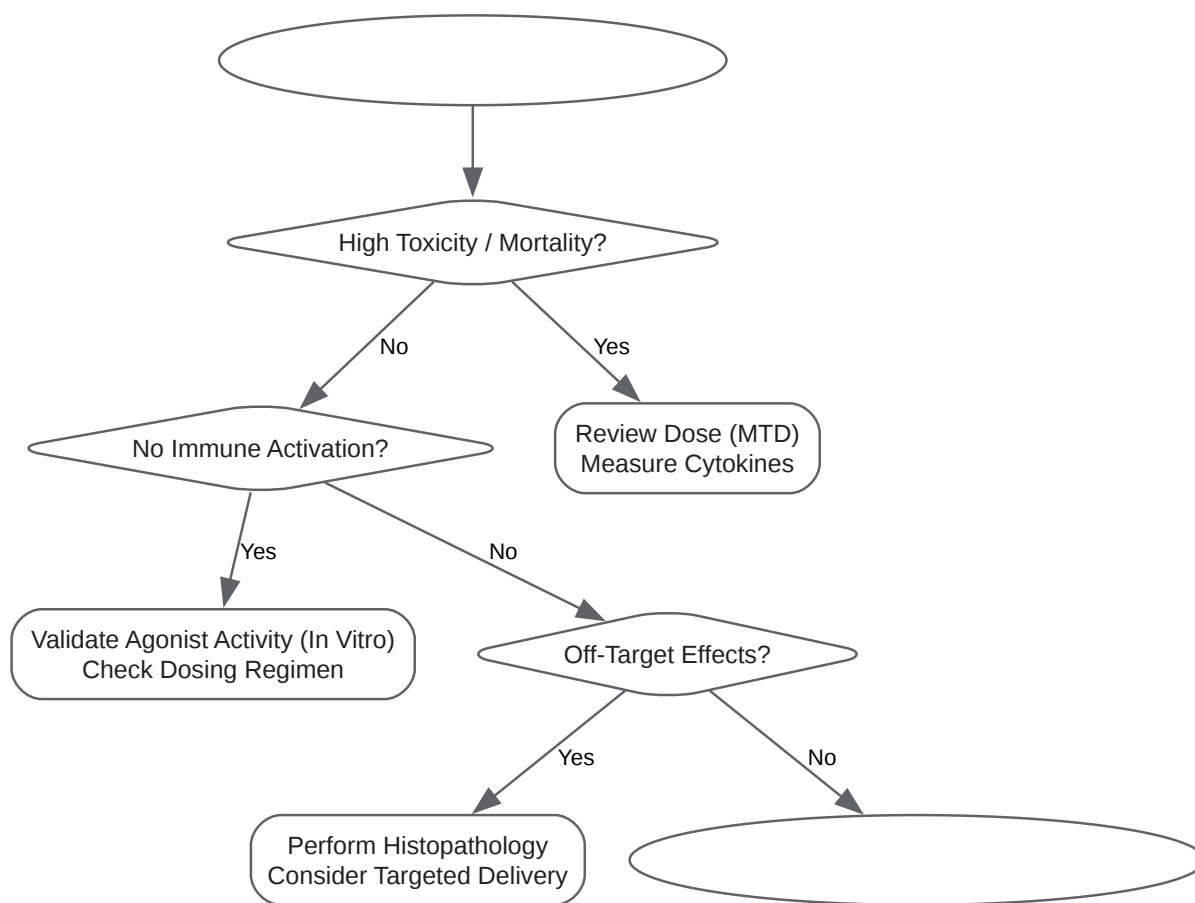 High Toxicity / Mortality?
No
Yes
No Immune Activation?
Review Dose (MTD)
Measure Cytokines
Yes
No
Validate Agonist Activity (In Vitro)
Check Dosing Regimen
Off-Target Effects?
Yes
No
Perform Histopathology
Consider Targeted Delivery